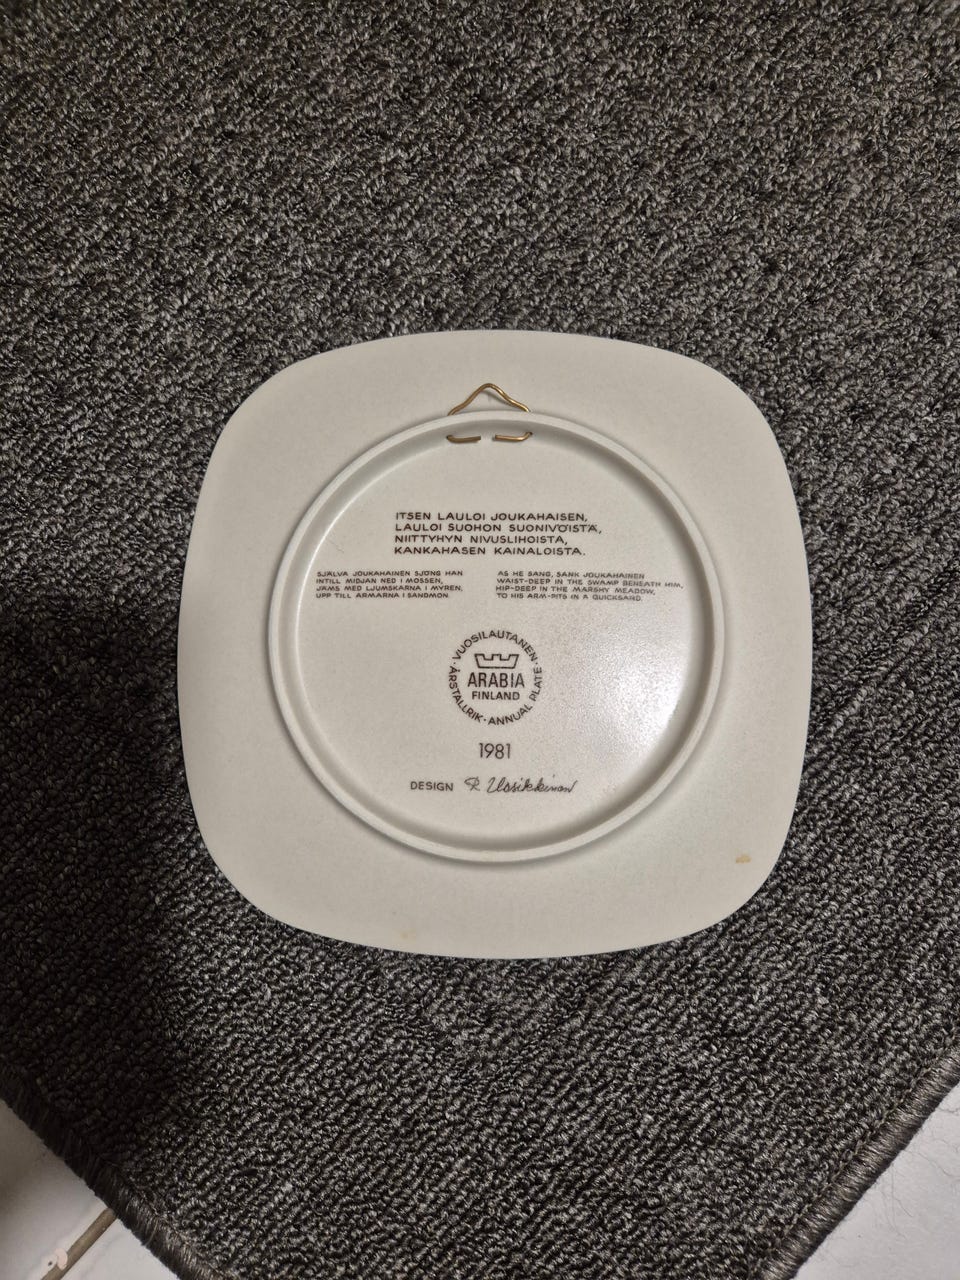 ITSEN LAULOI JOUKAHAISEN,
LAULOI SUOHON SUONIVÖISTÄ,
NIITTYHYN NIVUSLIHOISTA,
KANKAHASEN KAINALOISTA.
SJÄLVA JOUKAHAINEN SJÖNG HAN
INTILL MIDJAN NED I MOSSEN,
JÄMS MED LJUMSKARNA I MYREN,
UPP TILL ARMARNA I SANDMON.
AS HE SANG, SANK JOUKAHAINEN
WAIST-DEEP IN THE SWAMP BENEATH HIM,
HIP-DEEP IN THE MARSHY MEADOW,
TO HIS ARM-PITS IN A QUICKSAND.
· VUOSILAUTANEN ·
ARABIA
FINLAND
ÅRSTALLRIK · ANNUAL PLATE
1981
DESIGN R. Uosikkinen